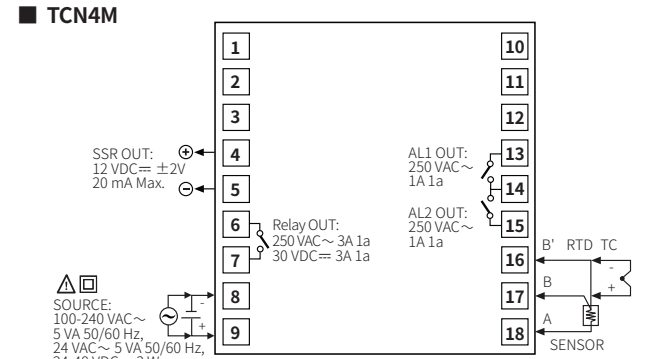 ■ TCN4M
1
2
3
4
5
6
7
8
9
10
11
12
13
14
15
16
17
18
SSR OUT:
12 VDC⎓ ±2V
20 mA Max.
Relay OUT:
250 VAC～ 3A 1a
30 VDC⎓ 3A 1a
SOURCE:
100-240 VAC～
5 VA 50/60 Hz,
24 VAC～ 5 VA 50/60 Hz,
- +
AL1 OUT:
250 VAC～
1A 1a
AL2 OUT:
250 VAC～
1A 1a
B' RTD TC
-
B
+
A
SENSOR